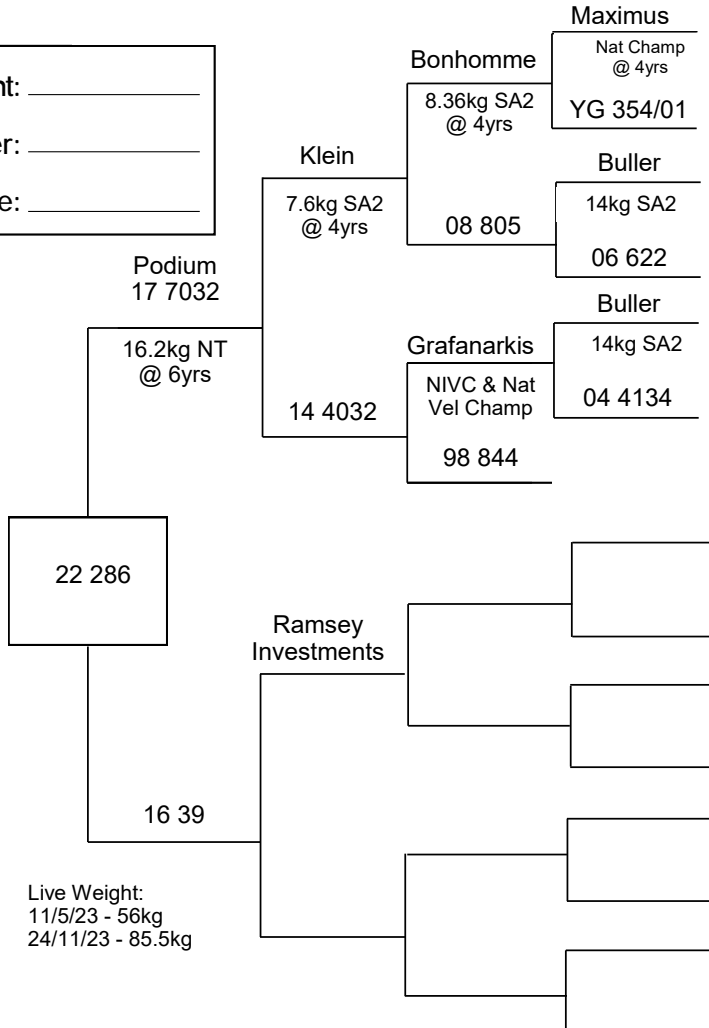 nt:
er:
e:
Maximus
Nat Champ
@ 4yrs
YG 354/01
Bonhomme
8.36kg SA2
@ 4yrs
08 805
Buller
14kg SA2
06 622
Klein
7.6kg SA2
@ 4yrs
14 4032
Buller
14kg SA2
04 4134
Grafanarkis
NIVC & Nat
Vel Champ
98 844
Podium
17 7032
16.2kg NT
@ 6yrs
22 286
Ramsey
Investments
16 39
Live Weight:
11/5/23 - 56kg
24/11/23 - 85.5kg